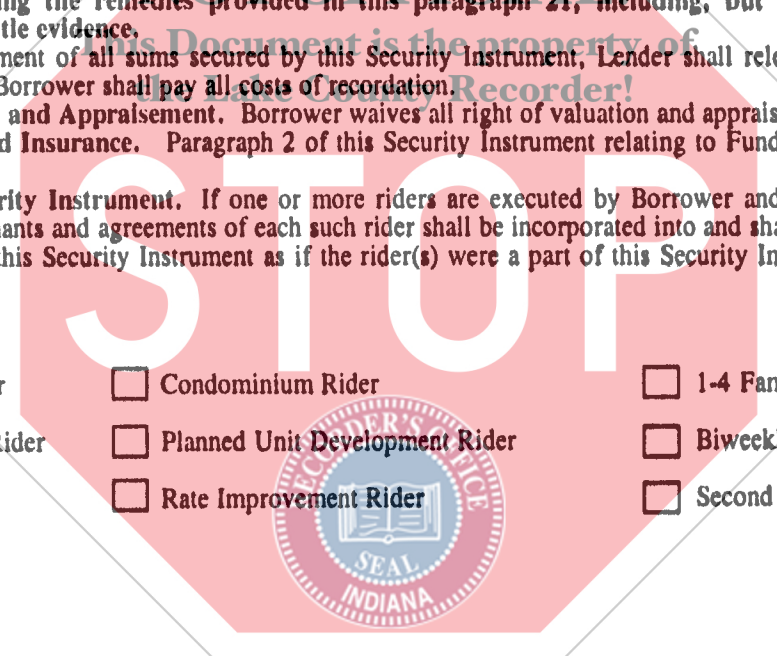 ng the remedies provided in this paragraph 21, including, but
tle evidence.
This Document is the property of
ment of all sums secured by this Security Instrument, Lender shall rele
Borrower shall pay all costs of recordation.
the Lake County Recorder!
and Appraisement. Borrower waives all right of valuation and apprais
d Insurance. Paragraph 2 of this Security Instrument relating to Fund
rity Instrument. If one or more riders are executed by Borrower and
nants and agreements of each such rider shall be incorporated into and sha
this Security Instrument as if the rider(s) were a part of this Security In
STOP
r Condominium Rider 1-4 Fam
Rider Planned Unit Development Rider Biweekl
Rate Improvement Rider Second
RECORDER'S OFFICE
SEAL
INDIANA